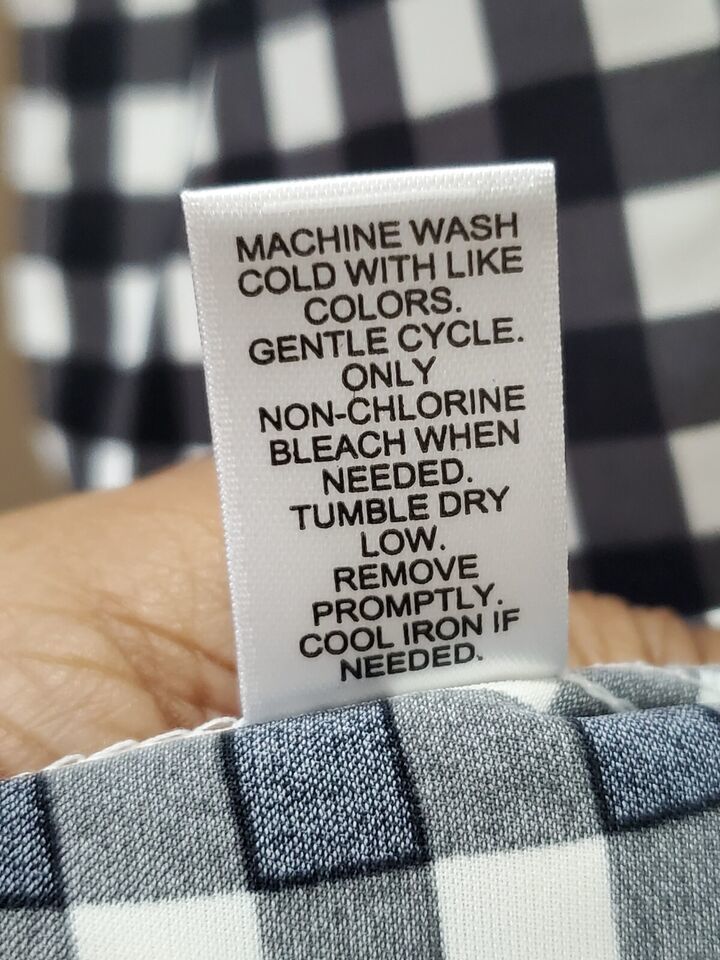 MACHINE WASH
COLD WITH LIKE
COLORS.
GENTLE CYCLE.
ONLY
NON-CHLORINE
BLEACH WHEN
NEEDED.
TUMBLE DRY
LOW.
REMOVE
PROMPTLY.
COOL IRON IF
NEEDED.